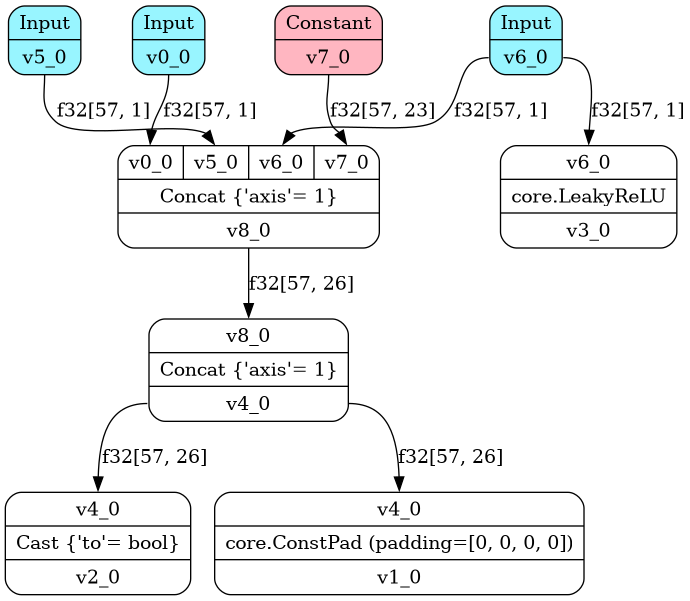 Input
v5_0
Input
v0_0
Constant
v7_0
Input
v6_0
f32[57, 1]
f32[57, 1]
f32[57, 23]
f32[57, 1]
f32[57, 1]
v0_0 v5_0 v6_0 v7_0
Concat {'axis'= 1}
v8_0
v6_0
core.LeakyReLU
v3_0
f32[57, 26]
v8_0
Concat {'axis'= 1}
v4_0
f32[57, 26]
f32[57, 26]
v4_0
Cast {'to'= bool}
v2_0
v4_0
core.ConstPad (padding=[0, 0, 0, 0])
v1_0